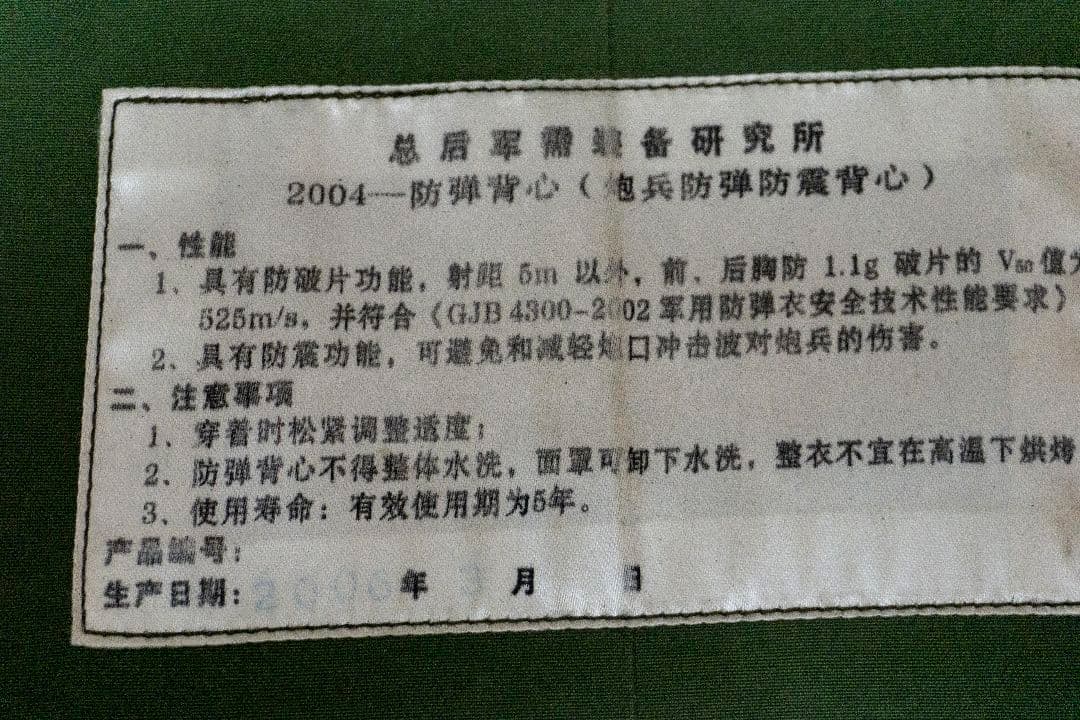 总后军需装备研究所
2004—防弹背心（炮兵防弹防震背心）
一、性能
1、具有防破片功能，射距 5m 以外，前、后胸防 1.1g 破片的 V50 值为
525m/s，并符合《GJB 4300-2002 军用防弹衣安全技术性能要求》
2、具有防震功能，可避免和减轻炮口冲击波对炮兵的伤害。
二、注意事项
1、穿着时松紧调整适度；
2、防弹背心不得整体水洗，面罩可卸下水洗，整衣不宜在高温下烘烤
3、使用寿命：有效使用期为5年。
产品编号：
生产日期： 年 月 日